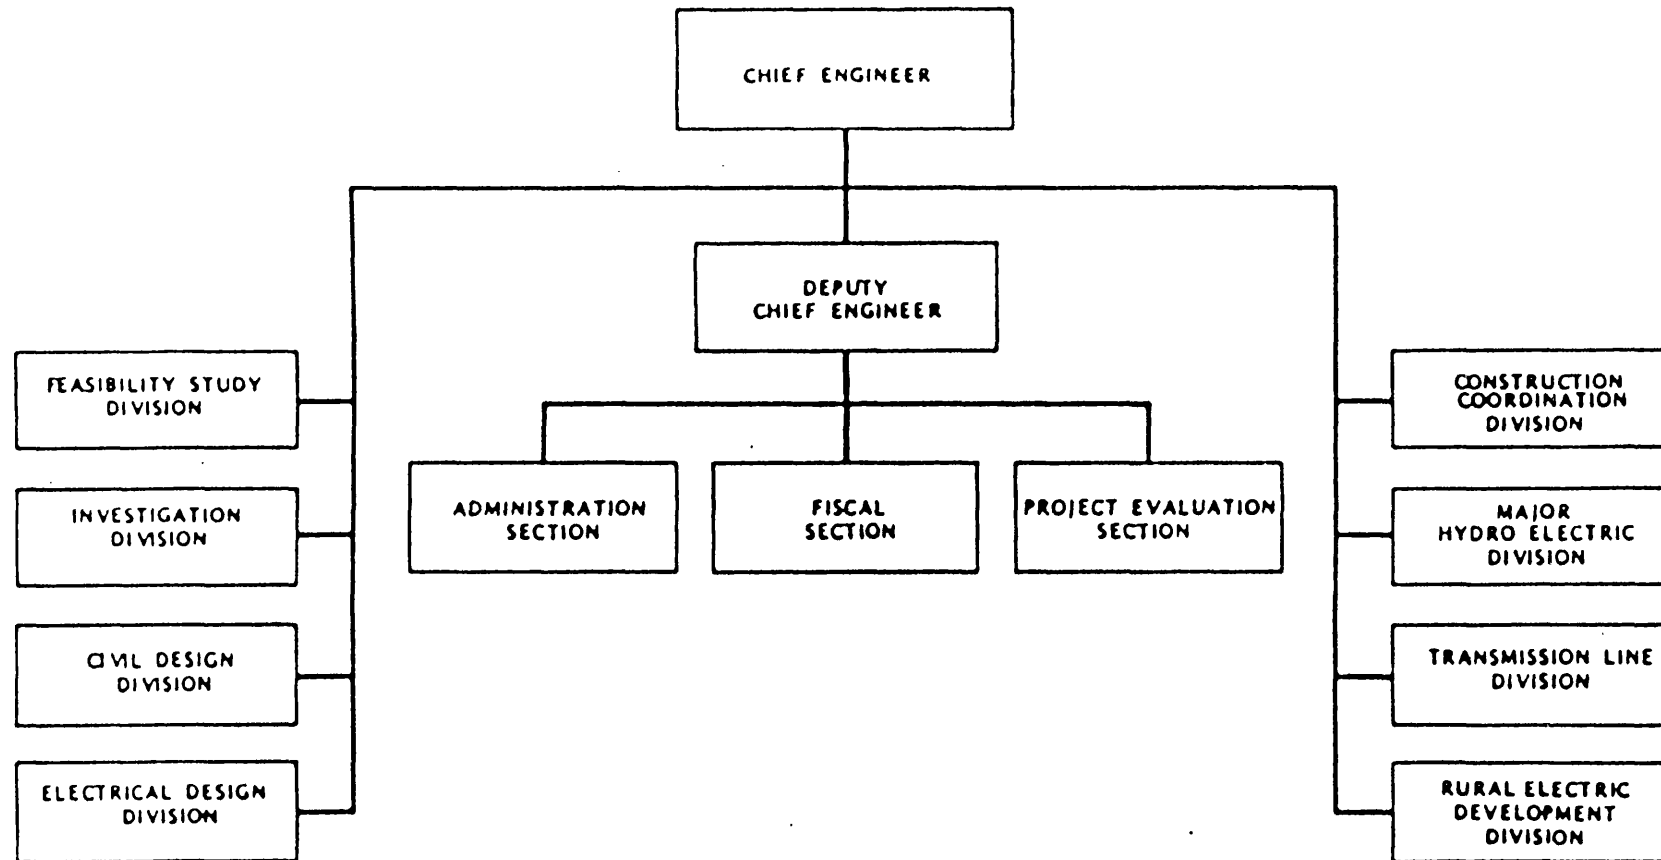 CHIEF ENGINEER
DEPUTY
CHIEF ENGINEER
FEASIBILITY STUDY
DIVISION
INVESTIGATION
DIVISION
CIVIL DESIGN
DIVISION
ELECTRICAL DESIGN
DIVISION
ADMINISTRATION
SECTION
FISCAL
SECTION
PROJECT EVALUATION
SECTION
CONSTRUCTION
COORDINATION
DIVISION
MAJOR
HYDRO ELECTRIC
DIVISION
TRANSMISSION LINE
DIVISION
RURAL ELECTRIC
DEVELOPMENT
DIVISION